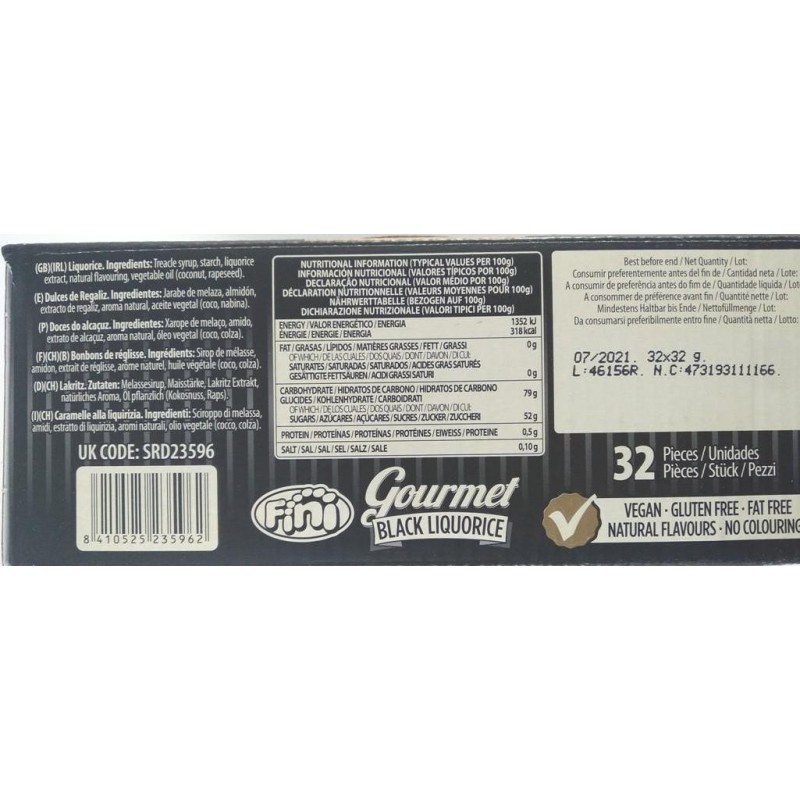 (GB)(IRL) Liquorice. Ingredients: Treacle syrup, starch, liquorice
extract, natural flavouring, vegetable oil (coconut, rapeseed).
(E) Dulces de Regaliz. Ingredientes: Jarabe de melaza, almidón,
extracto de regaliz, aroma natural, aceite vegetal (coco, nabina).
(P) Doces do alcaçuz. Ingredientes: Xarope de melaço, amido,
extrato de alcaçuz, aroma natural, óleo vegetal (coco, colza).
(F)(CH)(B) Bonbons de réglisse. Ingrédients: Sirop de mélasse,
amidon, extrait de réglisse, arôme naturel, huile végétale (coco, colza).
(D)(CH) Lakritz. Zutaten: Melassesirup, Maisstärke, Lakritz Extrakt,
natürliches Aroma, Öl pflanzlich (Kokosnuss, Raps).
(I)(CH) Caramelle alla liquirizia. Ingredienti: Sciroppo di melassa,
amidi, estratto di liquirizia, aromi naturali, olio vegetale (cocco, colza).
UK CODE: SRD23596
8 410525 235962
NUTRITIONAL INFORMATION (TYPICAL VALUES PER 100g)
INFORMACIÓN NUTRICIONAL (VALORES TÍPICOS POR 100g)
DECLARAÇÃO NUTRICIONAL (VALOR MÉDIO POR 100g)
DÉCLARATION NUTRITIONNELLE (VALEURS MOYENNES POUR 100g)
NÄHRWERTTABELLE (BEZOGEN AUF 100g)
DICHIARAZIONE NUTRIZIONALE (VALORI TIPICI PER 100g)
ENERGY / VALOR ENERGÉTICO / ENERGIA 1352 kJ
ÉNERGIE / ENERGIE / ENERGIA 318 kcal
FAT / GRASAS / LÍPIDOS / MATIÈRES GRASSES / FETT / GRASSI 0 g
OF WHICH / DE LAS CUALES / DOS QUAIS / DONT / DAVON / DI CUI:
SATURATES / SATURADAS / SATURADOS / ACIDES GRAS SATURÉS
GESÄTTIGTE FETTSÄUREN / ACIDI GRASSI SATURI 0 g
CARBOHYDRATE / HIDRATOS DE CARBONO / HIDRATOS DE CARBONO
GLUCIDES / KOHLENHYDRATE / CARBOIDRATI 79 g
OF WHICH / DE LOS CUALES / DOS QUAIS / DONT / DAVON / DI CUI:
SUGARS / AZÚCARES / AÇÚCARES / SUCRES / ZUCKER / ZUCCHERI 52 g
PROTEIN / PROTEÍNAS / PROTEÍNAS / PROTÉINES / EIWEISS / PROTEINE 0,5 g
SALT / SAL / SAL / SEL / SALZ / SALE 0,10 g
Fini
Gourmet
BLACK LIQUORICE
Best before end / Net Quantity / Lot:
Consumir preferentemente antes del fin de / Cantidad neta / Lote:
A consumir de preferência antes do fim de / Quantidade líquida / Lot
A consommer de préférence avant fin / Quantité nette / Lot:
Mindestens Haltbar bis Ende / Nettofüllmenge / Lot:
Da consumarsi preferibilmente entro fine / Quantità netta / Lotto:
07/2021. 32x32 g.
L:46156R. N.C:473193111166.
32 Pieces / Unidades
Pièces / Stück / Pezzi
VEGAN · GLUTEN FREE · FAT FREE
NATURAL FLAVOURS · NO COLOURING